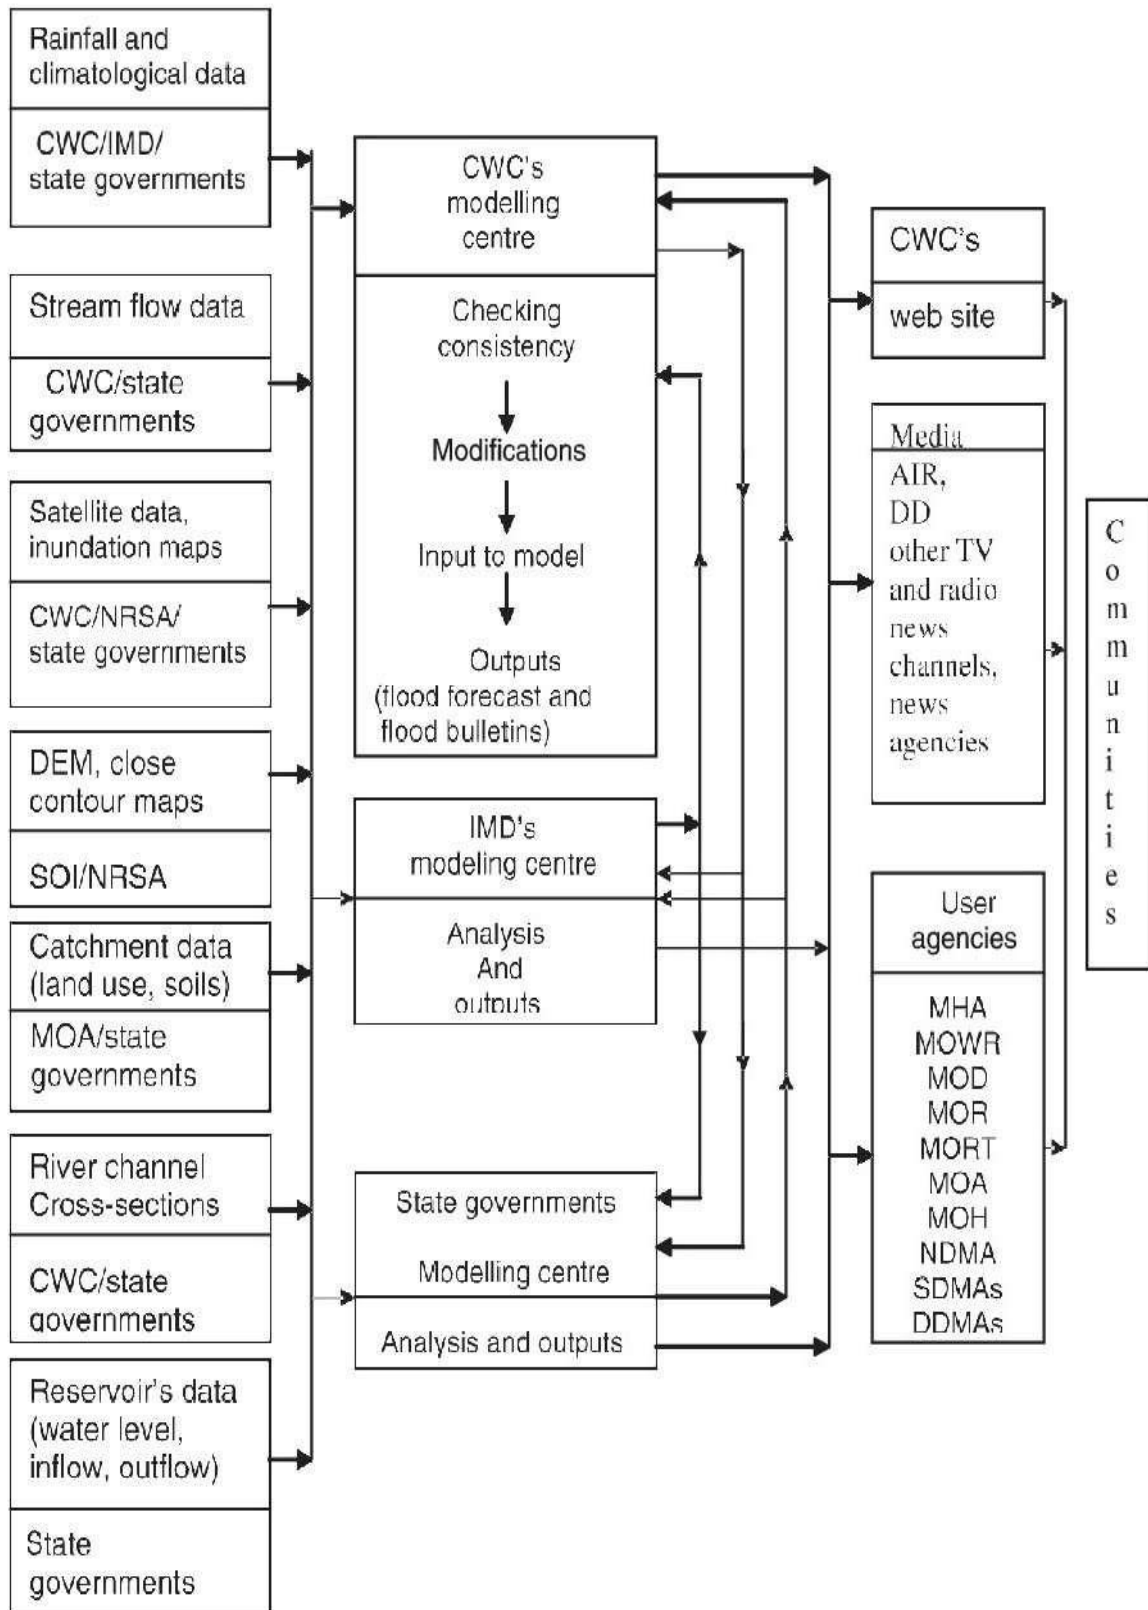 Rainfall and
climatological data
CWC/IMD/
state governments
Stream flow data
CWC/state
governments
Satellite data,
inundation maps
CWC/NRSA/
state governments
DEM, close
contour maps
SOI/NRSA
Catchment data
(land use, soils)
MOA/state
governments
River channel
Cross-sections
CWC/state
governments
Reservoir's data
(water level,
inflow, outflow)
State
governments
CWC's
modelling
centre
Checking
consistency
Modifications
Input to model
Outputs
(flood forecast and
flood bulletins)
IMD's
modeling centre
Analysis
And
outputs
State governments
Modelling centre
Analysis and outputs
CWC's
web site
Media
AIR,
DD
other TV
and radio
news
channels,
news
agencies
User
agencies
MHA
MOWR
MOD
MOR
MORT
MOA
MOH
NDMA
SDMAs
DDMAs
Communities